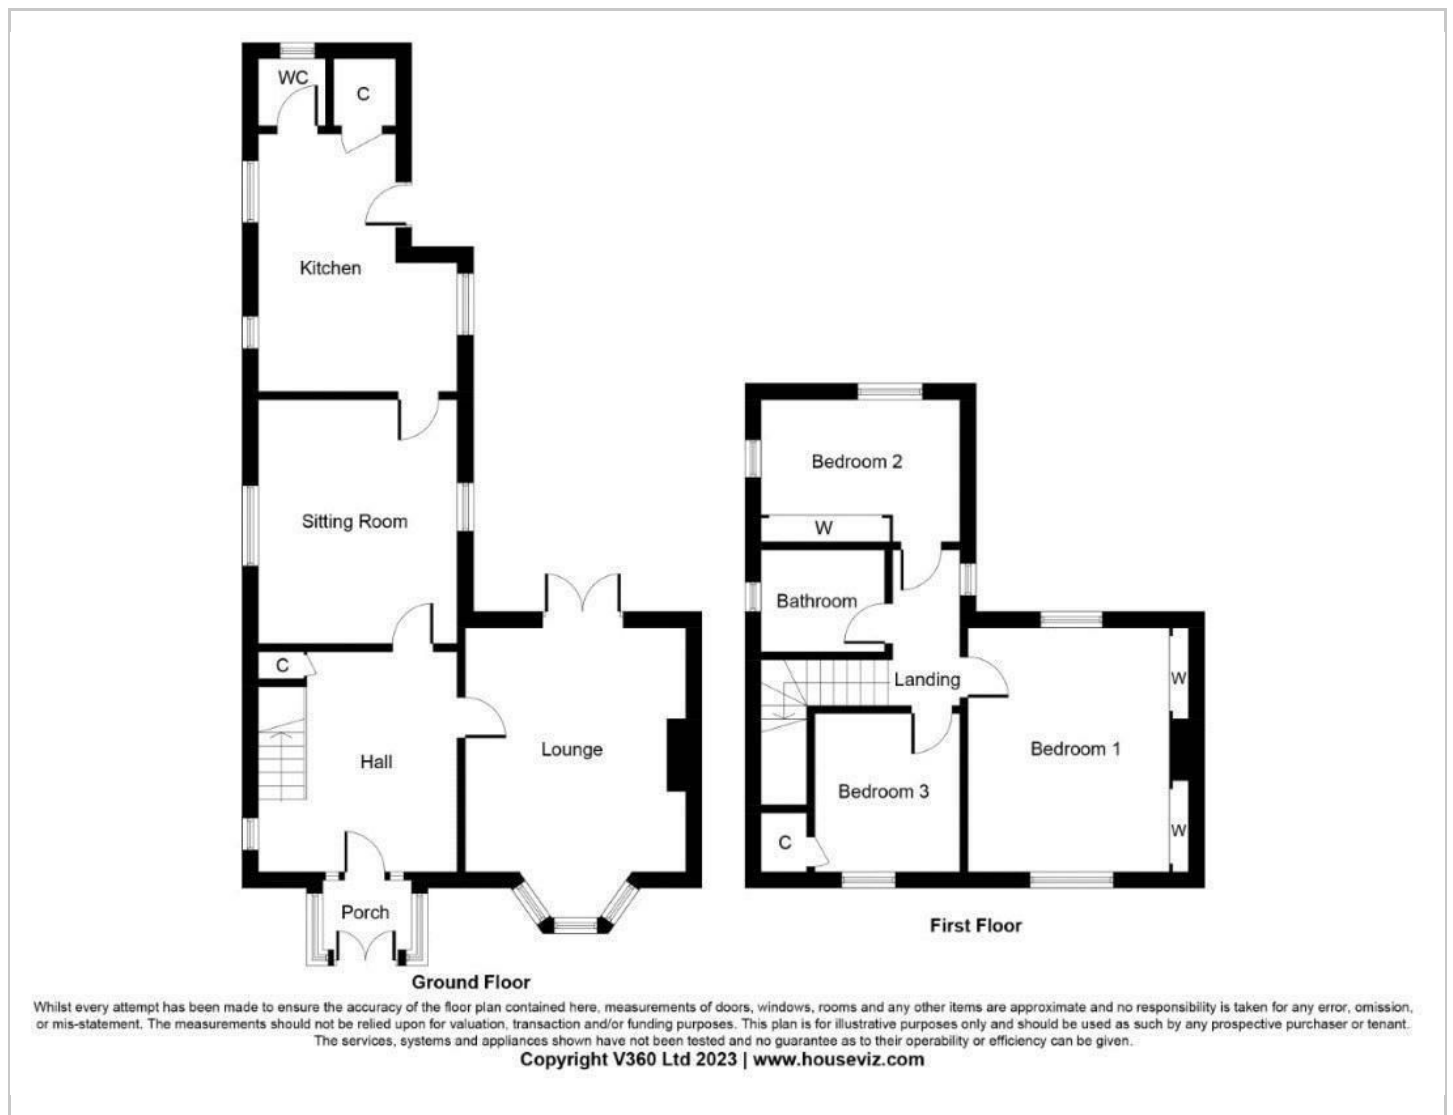 WC
C
Kitchen
Sitting Room
C
Hall
Lounge
Porch
Ground Floor
Bedroom 2
W
Bathroom
Landing
W
Bedroom 1
Bedroom 3
W
C
First Floor
Whilst every attempt has been made to ensure the accuracy of the floor plan contained here, measurements of doors, windows, rooms and any other items are approximate and no responsibility is taken for any error, omission,
or mis-statement. The measurements should not be relied upon for valuation, transaction and/or funding purposes. This plan is for illustrative purposes only and should be used as such by any prospective purchaser or tenant.
The services, systems and appliances shown have not been tested and no guarantee as to their operability or efficiency can be given.
Copyright V360 Ltd 2023 | www.houseviz.com